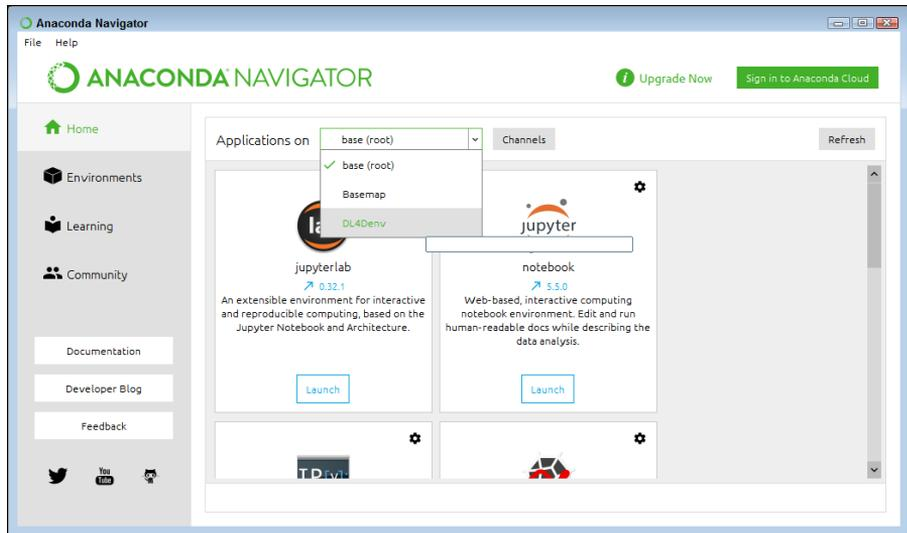 Anaconda Navigator
File Help
ANACONDA NAVIGATOR
i Upgrade Now
Sign in to Anaconda Cloud
Home
Environments
Learning
Community
Documentation
Developer Blog
Feedback
You Tube
Applications on
base (root)
Channels
Refresh
base (root)
Basemap
DL4Denv
jupyterlab
0.32.1
An extensible environment for interactive
and reproducible computing, based on the
Jupyter Notebook and Architecture.
Launch
jupyter
notebook
5.5.0
Web-based, interactive computing
notebook environment. Edit and run
human-readable docs while describing the
data analysis.
Launch